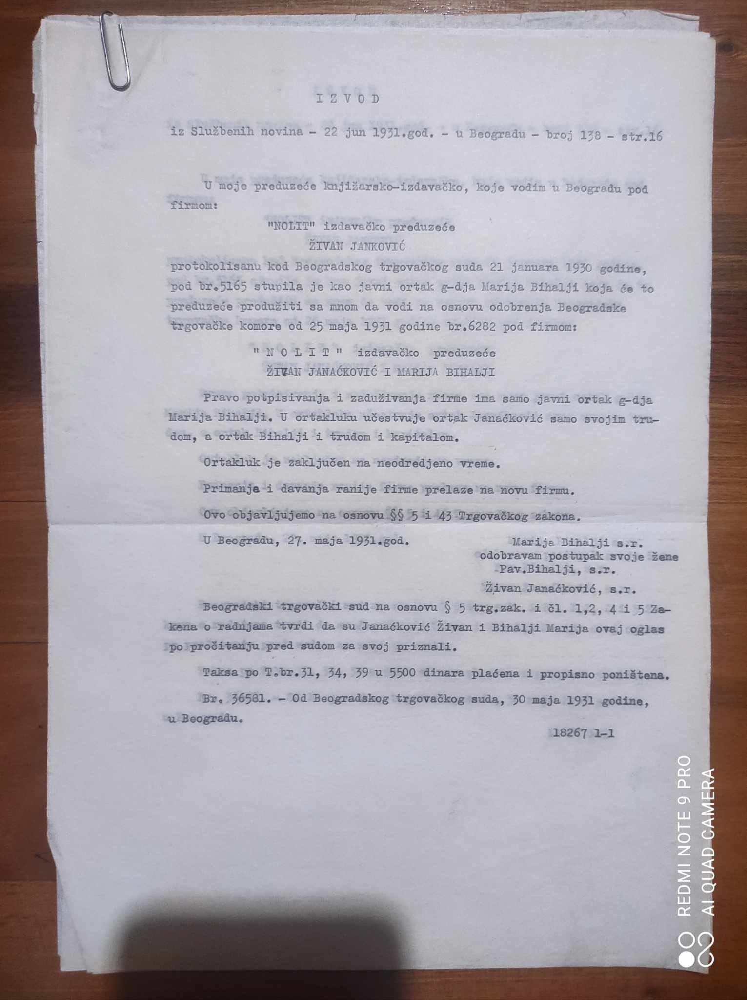 I Z V O D
iz Službenih novina - 22 jun 1931.god. - u Beogradu - broj 138 - str.16
U moje preduzeće knjižarsko-izdavačko, koje vodim u Beogradu pod
firmom:
"NOLIT" izdavačko preduzeće
ŽIVAN JANKOVIĆ
protokolisanu kod Beogradskog trgovačkog suda 21 januara 1930 godine,
pod br.5165 stupila je kao javni ortak g-dja Marija Bihalji koja će to
preduzeće produžiti sa mnom da vodi na osnovu odobrenja Beogradske
trgovačke komore od 25 maja 1931 godine br.6282 pod firmom:
" N O L I T " izdavačko preduzeće
ŽIVAN JANAĆKOVIĆ I MARIJA BIHALJI
Pravo potpisivanja i zaduživanja firme ima samo javni ortak g-dja
Marija Bihalji. U ortakluku učestvuje ortak Janaćković samo svojim tru-
dom, a ortak Bihalji i trudom i kapitalom.
Ortakluk je zaključen na neodredjeno vreme.
Primanja i davanja ranije firme prelaze na novu firmu.
Ovo objavljujemo na osnovu §§ 5 i 43 Trgovačkog zakona.
U Beogradu, 27. maja 1931.god.
Marija Bihalji s.r.
odobravam postupak svoje žene
Pav.Bihalji, s.r.
Živan Janaćković, s.r.
Beogradski trgovački sud na osnovu § 5 trg.zak. i čl. 1,2, 4 i 5 Za-
kena o radnjama tvrdi da su Janaćković Živan i Bihalji Marija ovaj oglas
po pročitanju pred sudom za svoj priznali.
Taksa po T.br.31, 34, 39 u 5500 dinara plaćena i propisno poništena.
Br. 36581. - Od Beogradskog trgovačkog suda, 30 maja 1931 godine,
u Beogradu.
18267 1-1
REDMI NOTE 9 PRO
AI QUAD CAMERA